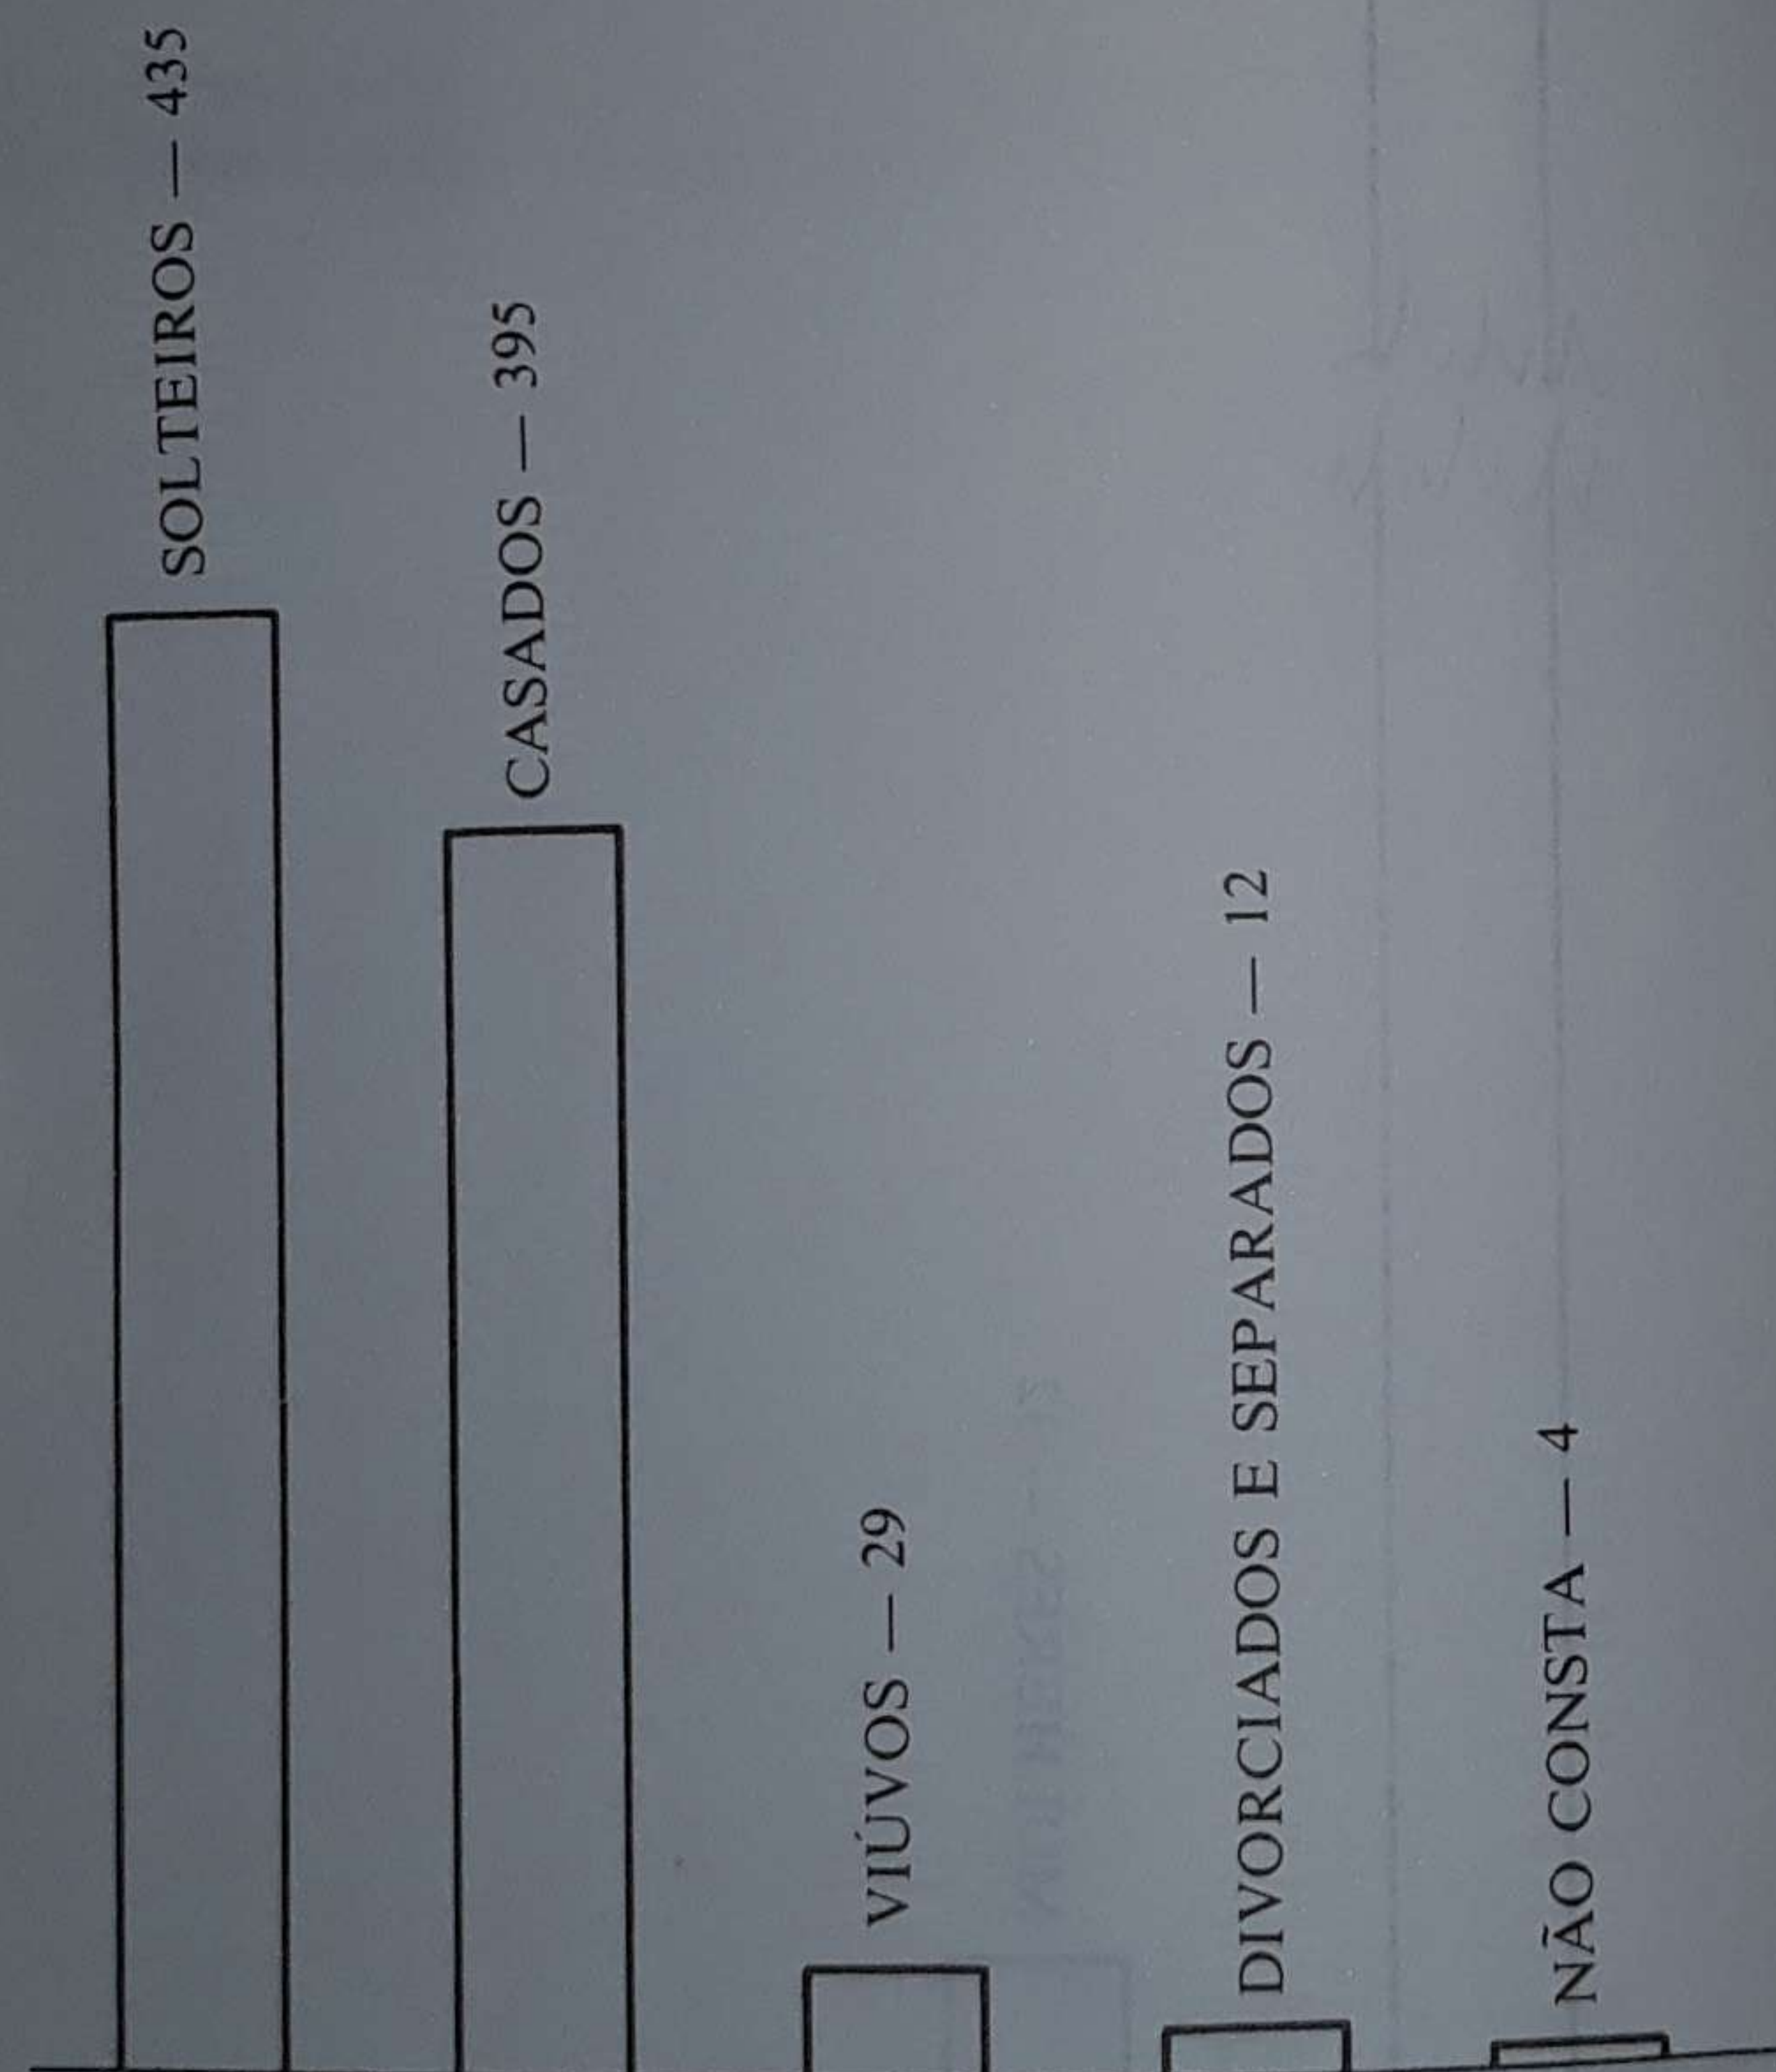 SOLTEIROS — 435
CASADOS — 395
VIÚVOS — 29
DIVORCIADOS E SEPARADOS — 12
NÃO CONSTA — 4